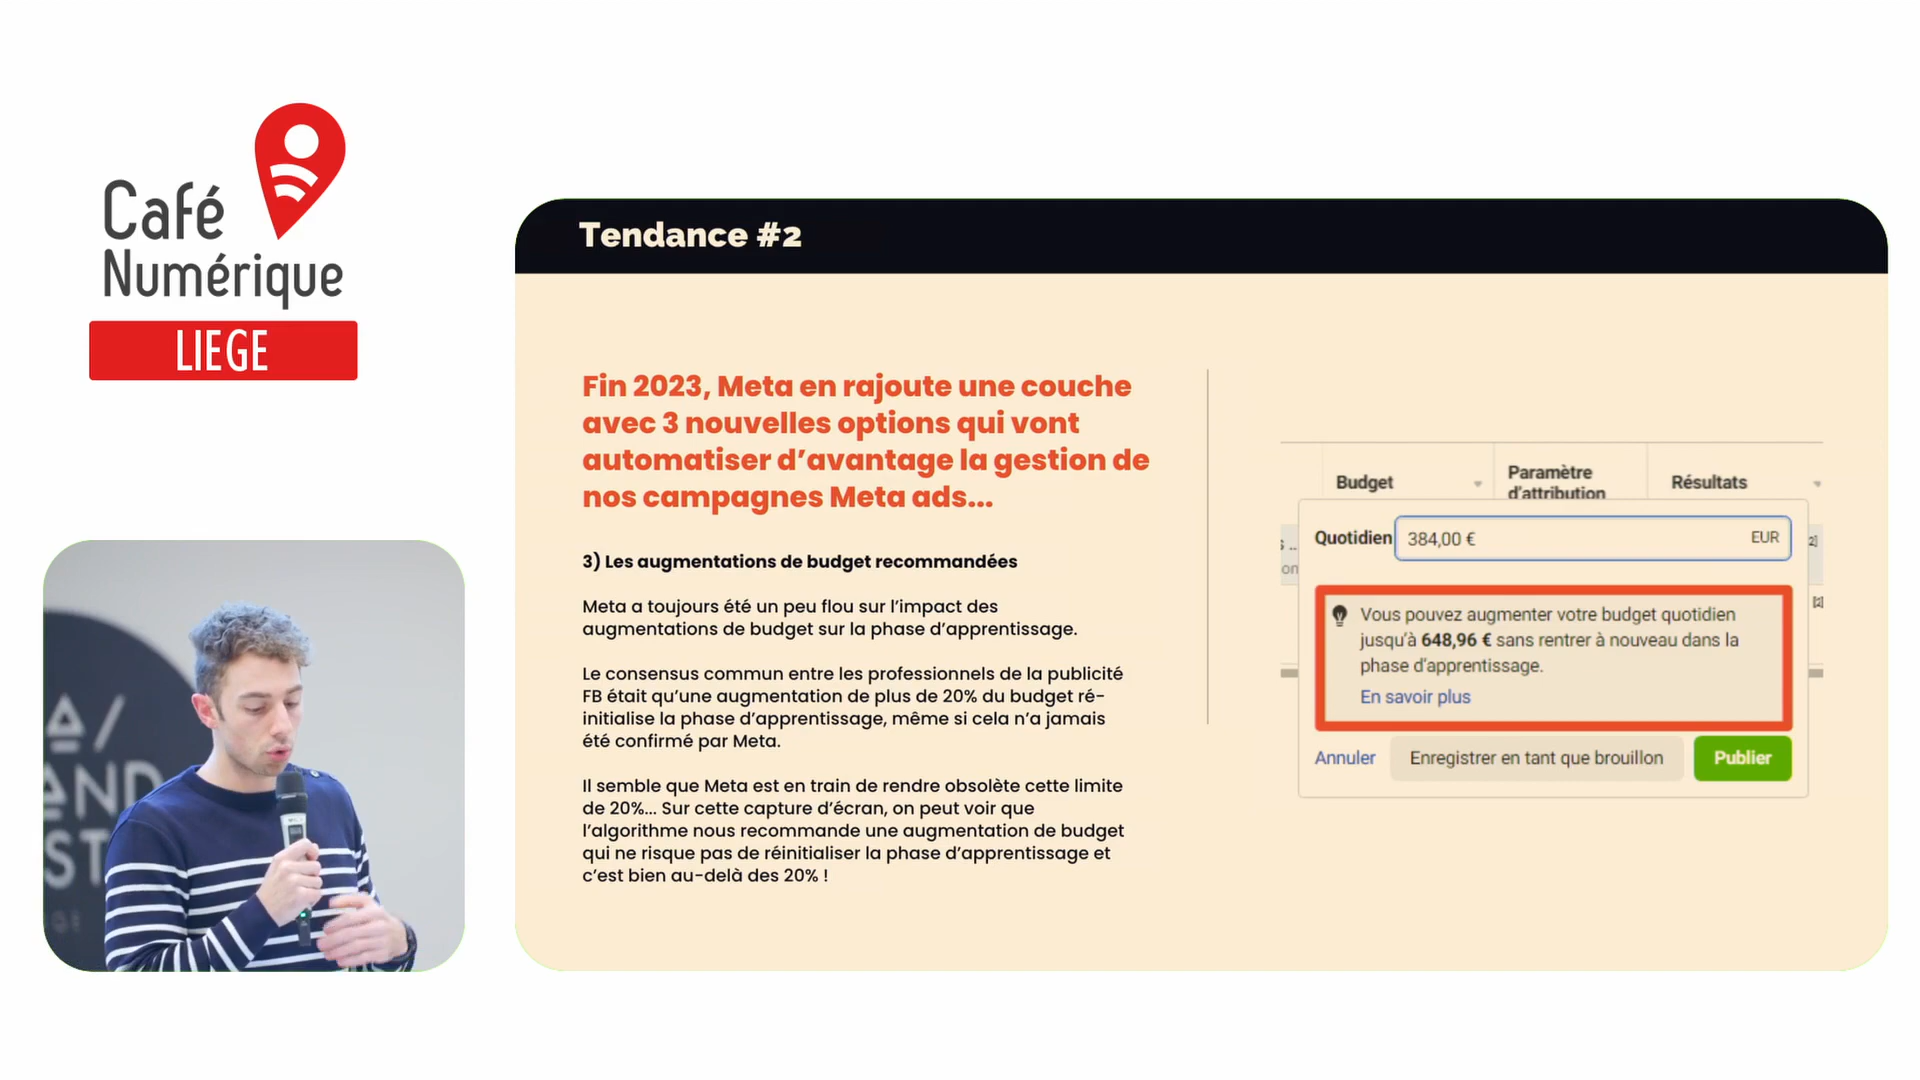 Café
Numérique
LIEGE
Tendance #2
Fin 2023, Meta en rajoute une couche
avec 3 nouvelles options qui vont
automatiser d’avantage la gestion de
nos campagnes Meta ads...
3) Les augmentations de budget recommandées
Meta a toujours été un peu flou sur l’impact des
augmentations de budget sur la phase d’apprentissage.
Le consensus commun entre les professionnels de la publicité
FB était qu’une augmentation de plus de 20% du budget ré-
initialise la phase d’apprentissage, même si cela n’a jamais
été confirmé par Meta.
Il semble que Meta est en train de rendre obsolète cette limite
de 20%... Sur cette capture d’écran, on peut voir que
l’algorithme nous recommande une augmentation de budget
qui ne risque pas de réinitialiser la phase d’apprentissage et
c’est bien au-delà des 20% !
Budget
Paramètre
d'attribution
Résultats
Quotidien 384,00 € EUR
Vous pouvez augmenter votre budget quotidien
jusqu'à 648,96 € sans rentrer à nouveau dans la
phase d'apprentissage.
En savoir plus
Annuler Enregistrer en tant que brouillon Publier